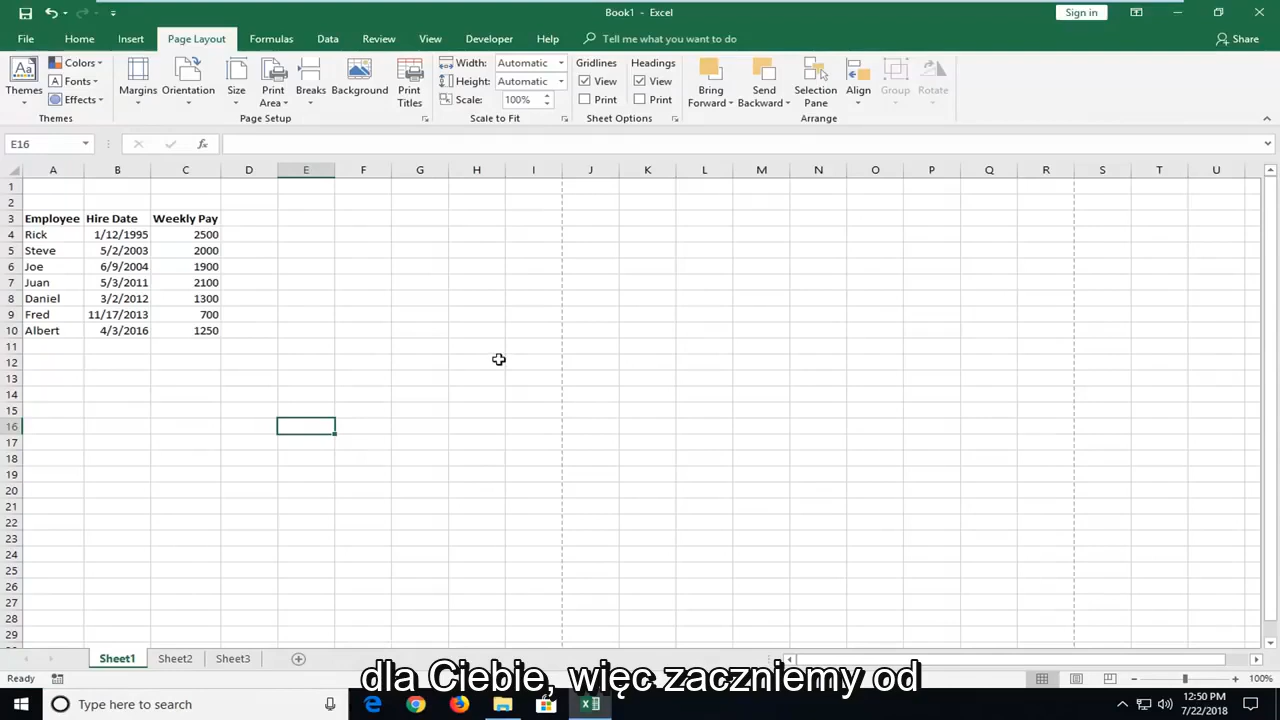 Book1 - Excel
Sign in
File Home Insert Page Layout Formulas Data Review View Developer Help Tell me what you want to do Share
Themes Colors Fonts Effects Themes
Margins Orientation Size Print Area Breaks Background Print Titles Page Setup
Width: Automatic
Height: Automatic
Scale: 100%
Scale to Fit
Gridlines Headings
View View
Print Print
Sheet Options
Bring Forward Send Backward Selection Pane Align Group Rotate Arrange
E16 fx
A B C D E F G H I J K L M N O P Q R S T U
1
2
3 Employee Hire Date Weekly Pay
4 Rick 1/12/1995 2500
5 Steve 5/2/2003 2000
6 Joe 6/9/2004 1900
7 Juan 5/3/2011 2100
8 Daniel 3/2/2012 1300
9 Fred 11/17/2013 700
10 Albert 4/3/2016 1250
11
12
13
14
15
16
17
18
19
20
21
22
23
24
25
26
27
28
29
Sheet1 Sheet2 Sheet3
Ready 100%
dla Ciebie, więc zaczniemy od
Type here to search
12:50 PM
7/22/2018